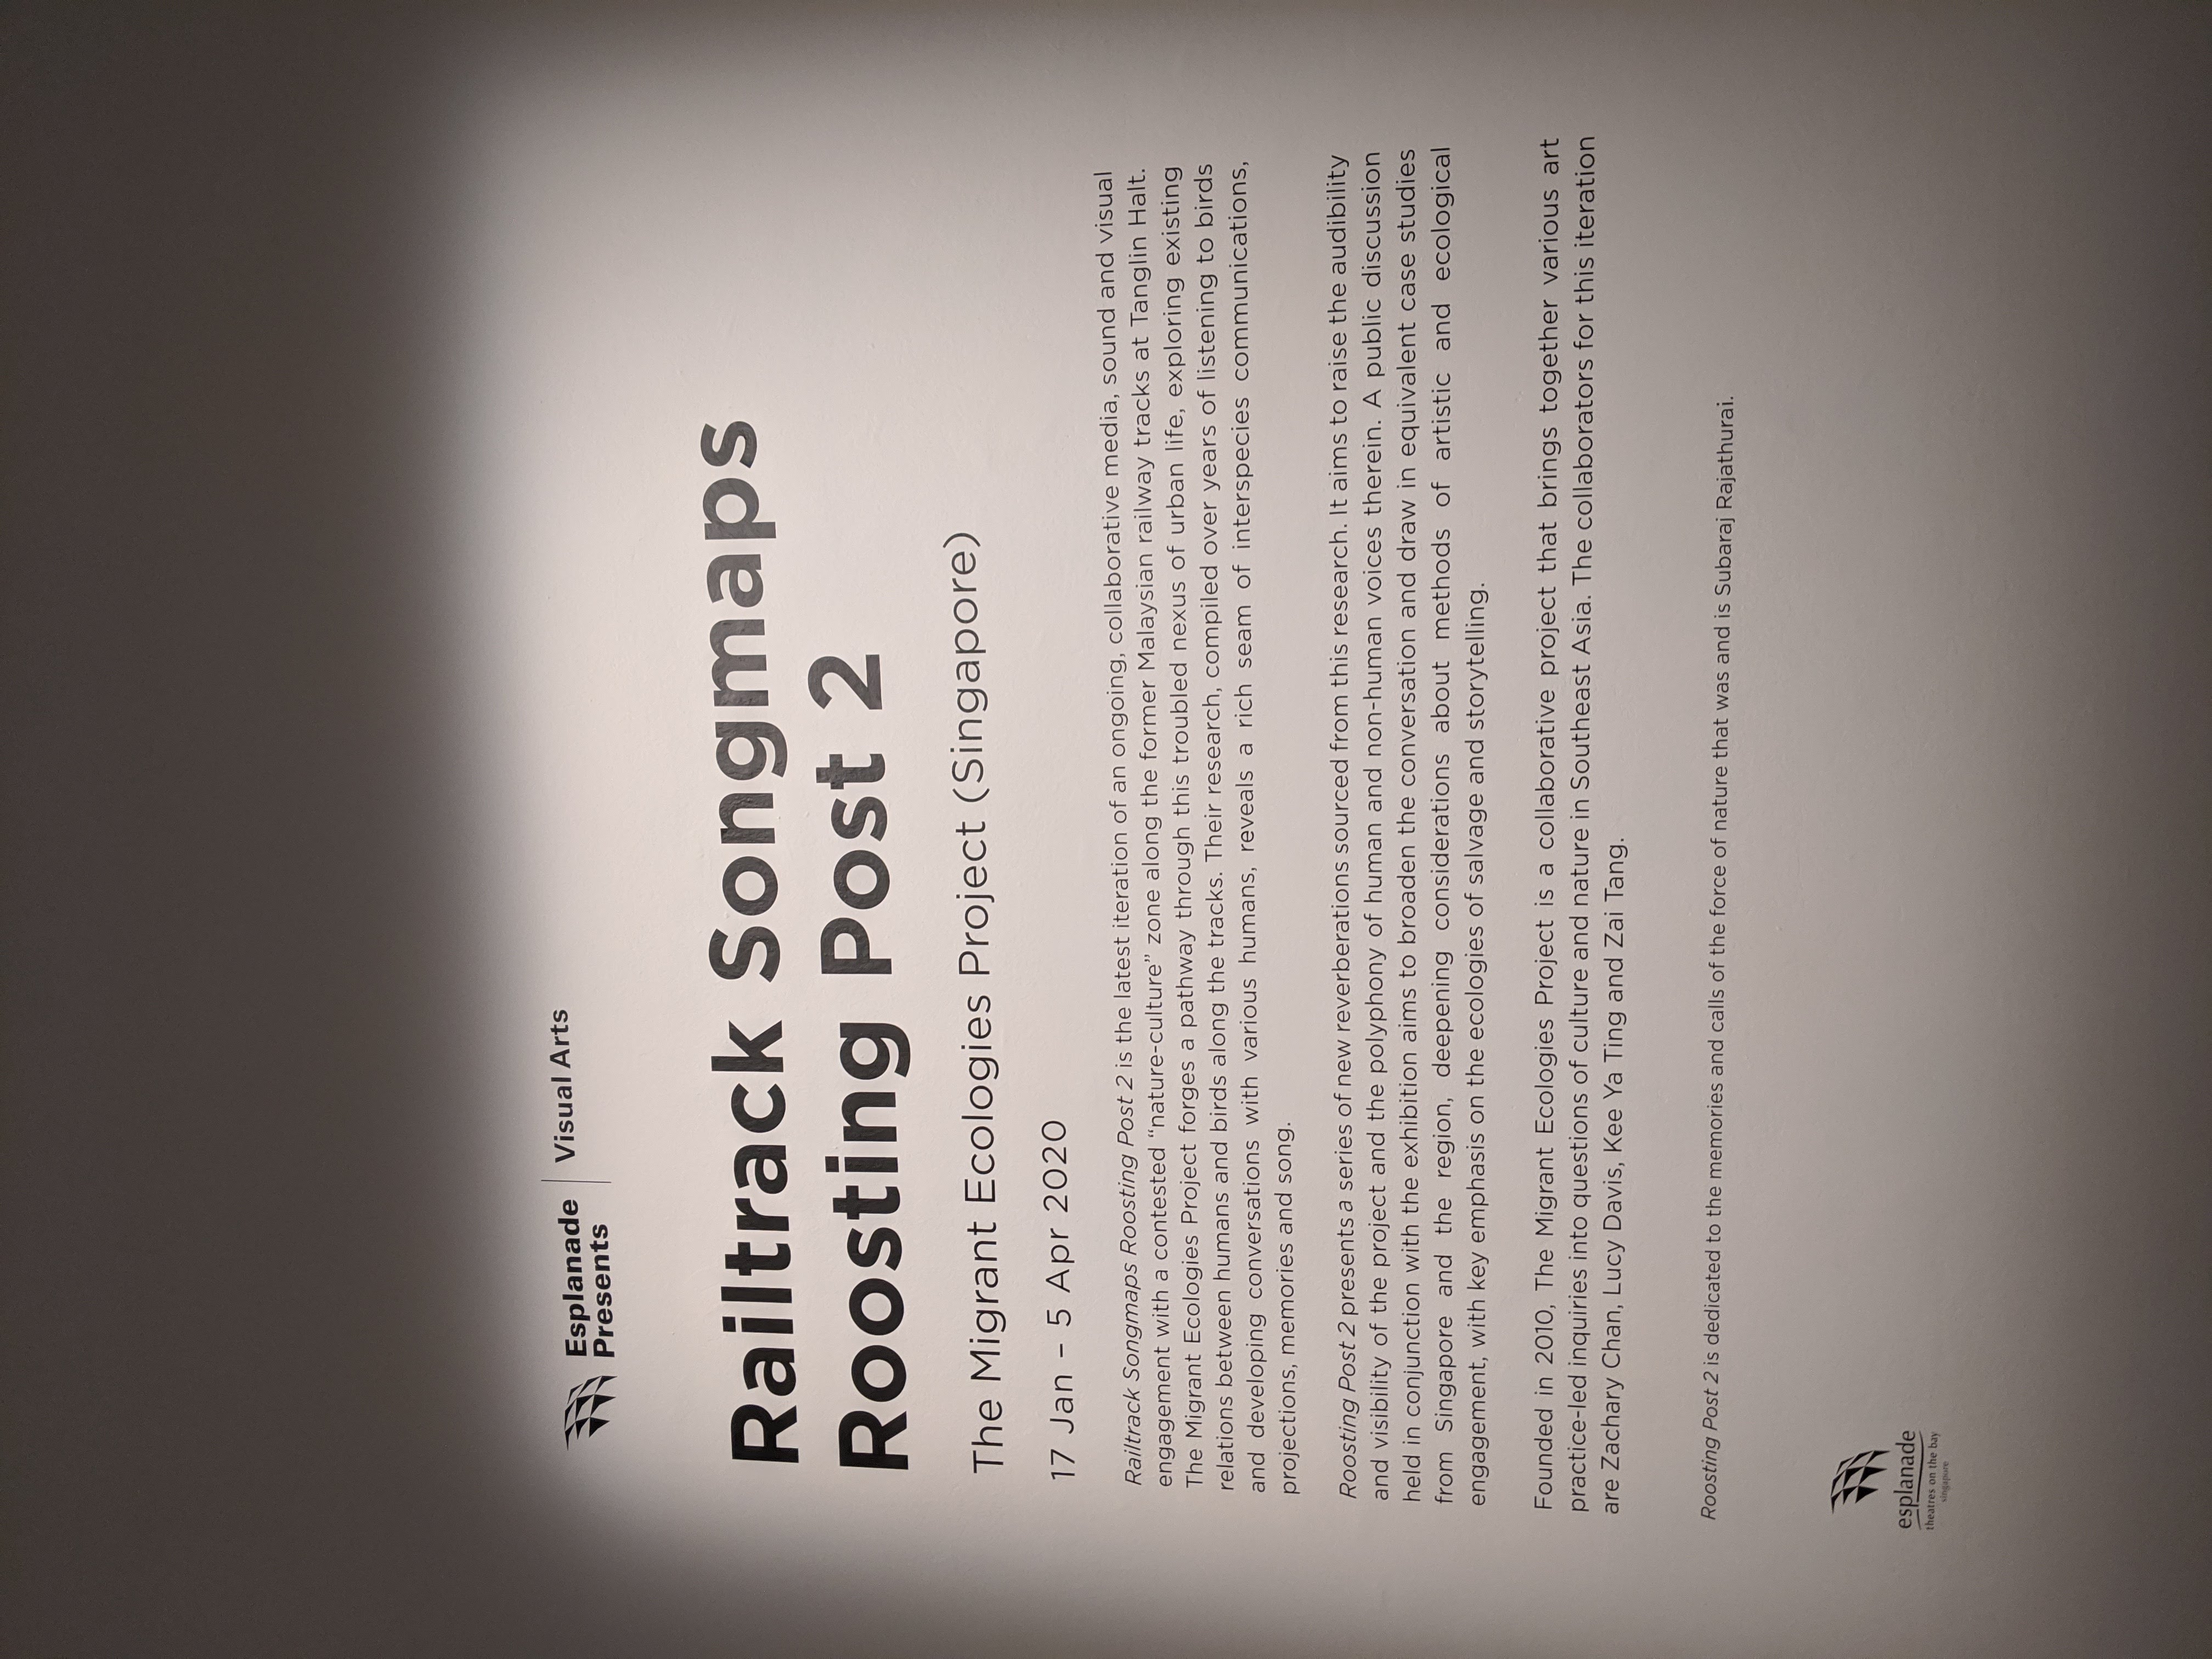 Esplanade
Presents
Visual Arts
Railtrack Songmaps
Roosting Post 2
The Migrant Ecologies Project (Singapore)
17 Jan – 5 Apr 2020
Railtrack Songmaps Roosting Post 2 is the latest iteration of an ongoing, collaborative media, sound and visual
engagement with a contested “nature-culture” zone along the former Malaysian railway tracks at Tanglin Halt.
The Migrant Ecologies Project forges a pathway through this troubled nexus of urban life, exploring existing
relations between humans and birds along the tracks. Their research, compiled over years of listening to birds
and developing conversations with various humans, reveals a rich seam of interspecies communications,
projections, memories and song.
Roosting Post 2 presents a series of new reverberations sourced from this research. It aims to raise the audibility
and visibility of the project and the polyphony of human and non-human voices therein. A public discussion
held in conjunction with the exhibition aims to broaden the conversation and draw in equivalent case studies
from Singapore and the region, deepening considerations about methods of artistic and ecological
engagement, with key emphasis on the ecologies of salvage and storytelling.
Founded in 2010, The Migrant Ecologies Project is a collaborative project that brings together various art
practice-led inquiries into questions of culture and nature in Southeast Asia. The collaborators for this iteration
are Zachary Chan, Lucy Davis, Kee Ya Ting and Zai Tang.
Roosting Post 2 is dedicated to the memories and calls of the force of nature that was and is Subaraj Rajathurai.
esplanade
theatres on the bay
singapore